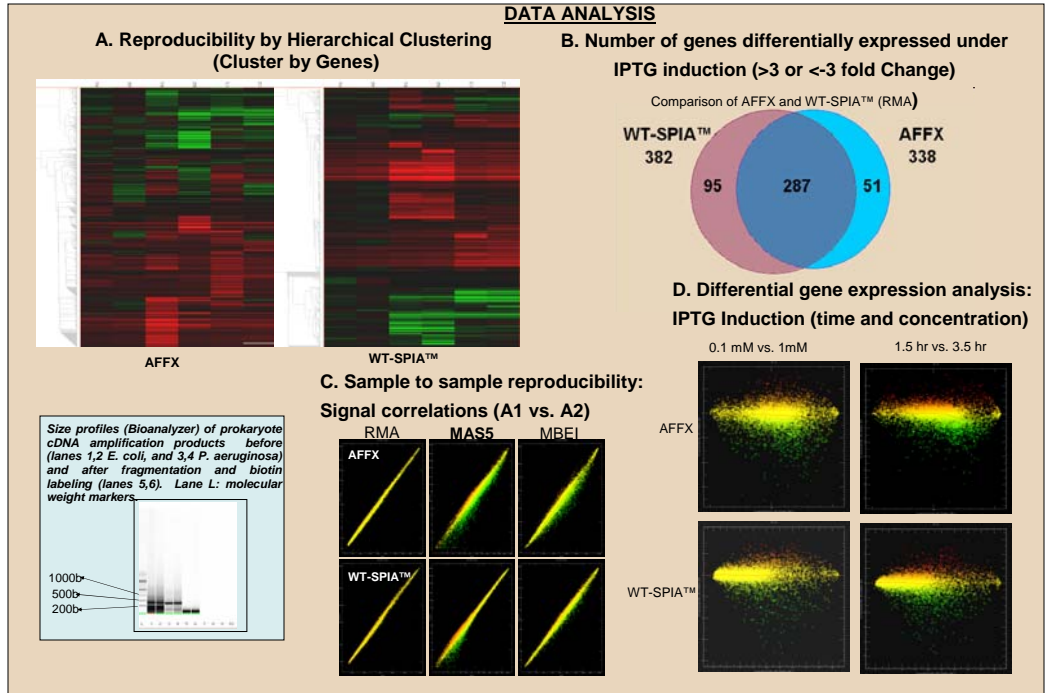 DATA ANALYSIS
A. Reproducibility by Hierarchical Clustering
(Cluster by Genes)
AFFX
WT-SPIA™
B. Number of genes differentially expressed under
IPTG induction (>3 or <-3 fold Change)
Comparison of AFFX and WT-SPIA™ (RMA)
WT-SPIA™
382
AFFX
338
95
287
51
C. Sample to sample reproducibility:
Signal correlations (A1 vs. A2)
RMA MAS5 MBEI
AFFX
WT-SPIA™
D. Differential gene expression analysis:
IPTG Induction (time and concentration)
0.1 mM vs. 1mM 1.5 hr vs. 3.5 hr
AFFX
WT-SPIA™
Size profiles (Bioanalyzer) of prokaryote
cDNA amplification products before
(lanes 1,2 E. coli, and 3,4 P. aeruginosa)
and after fragmentation and biotin
labeling (lanes 5,6). Lane L: molecular
weight markers.
1000b
500b
200b